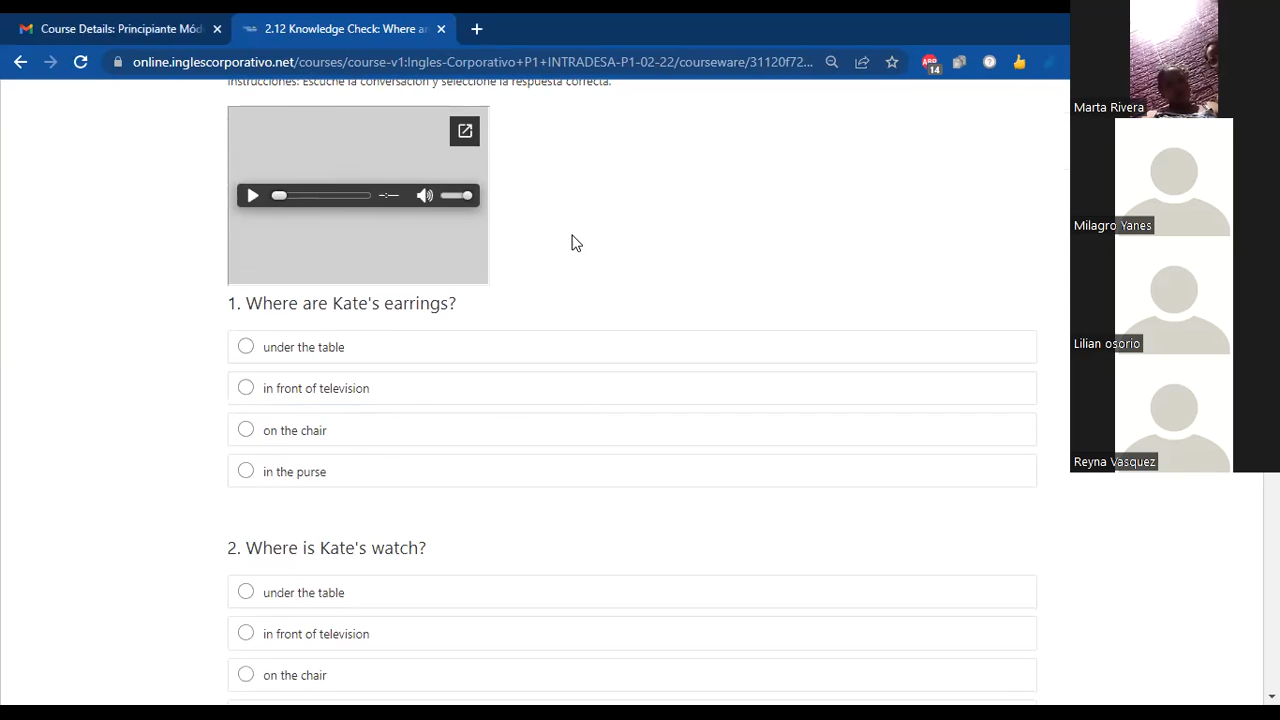 Course Details: Principiante Mód
2.12 Knowledge Check: Where ar
online.inglescorporativo.net/courses/course-v1:Ingles-Corporativo+P1+INTRADESA-P1-02-22/courseware/31120f72...
14
Instrucciones: Escuche la conversación y seleccione la respuesta correcta.
--:--
1. Where are Kate's earrings?
under the table
in front of television
on the chair
in the purse
2. Where is Kate's watch?
under the table
in front of television
on the chair
Marta Rivera
Milagro Yanes
Lilian osorio
Reyna Vasquez